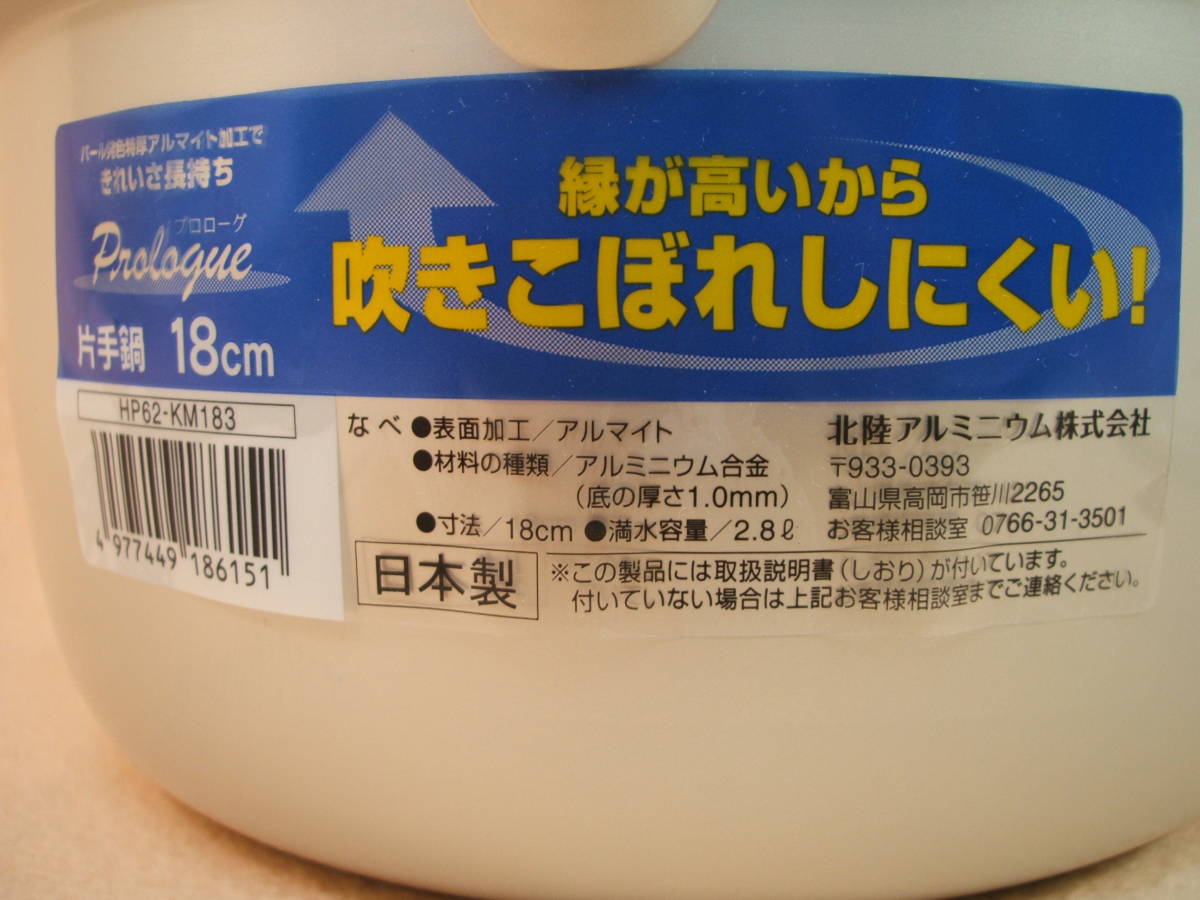 パール発色特厚アルマイト加工で
きれいさ長持ち
プロローグ
Prologue
片手鍋 18cm
縁が高いから
吹きこぼれしにくい!
HP62-KM183
4 977449 186151
なべ ●表面加工/アルマイト
●材料の種類/アルミニウム合金
(底の厚さ1.0mm)
●寸法/18cm ●満水容量/2.8ℓ
北陸アルミニウム株式会社
〒933-0393
富山県高岡市笹川2265
お客様相談室 0766-31-3501
日本製
※この製品には取扱説明書(しおり)が付いています。
付いていない場合は上記お客様相談室までご連絡ください。